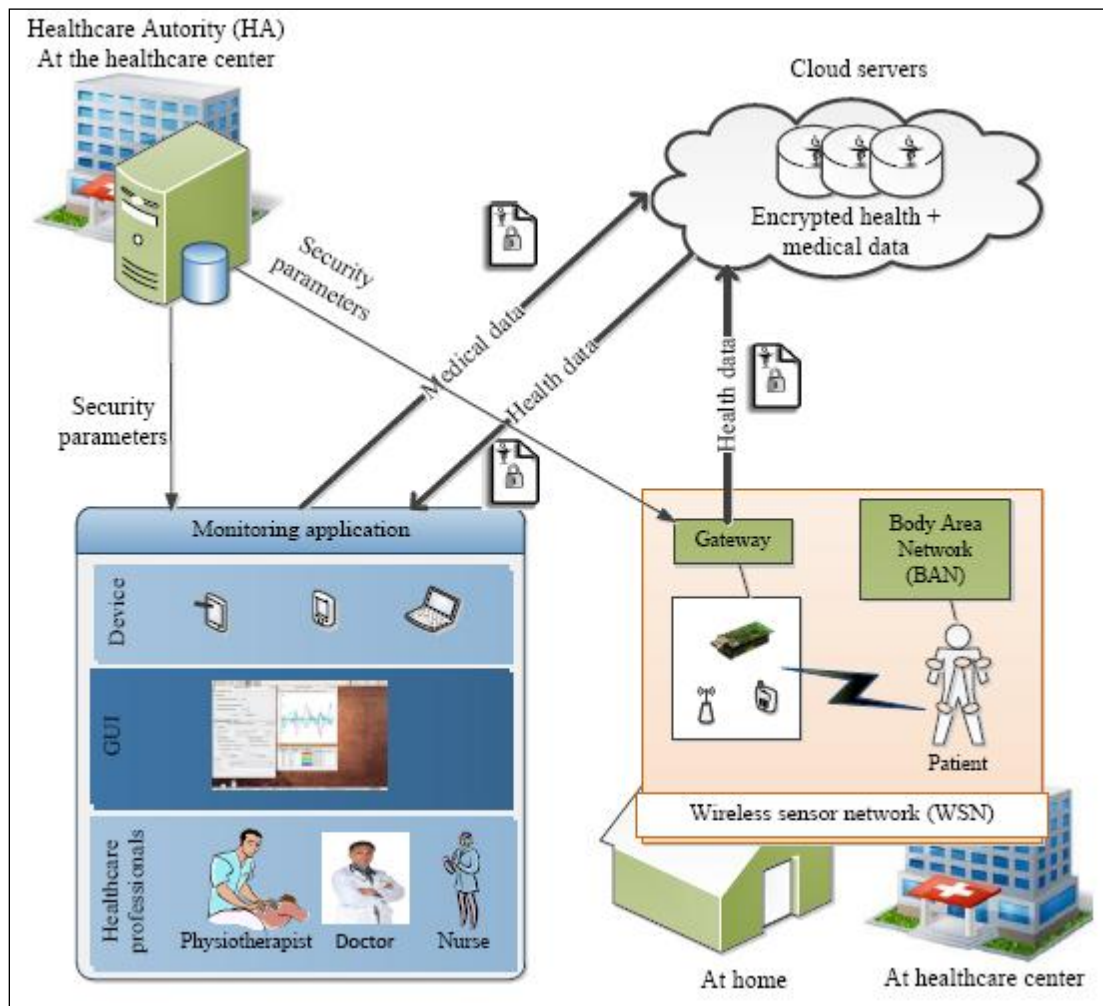 Healthcare Autority (HA)
At the healthcare center
Cloud servers
Encrypted health +
medical data
Security
parameters
Medical data
Health data
Health data
Security
parameters
Monitoring application
Device
GUI
Healthcare
professionals
Physiotherapist
Doctor
Nurse
Gateway
Body Area
Network
(BAN)
Patient
Wireless sensor network (WSN)
At home
At healthcare center